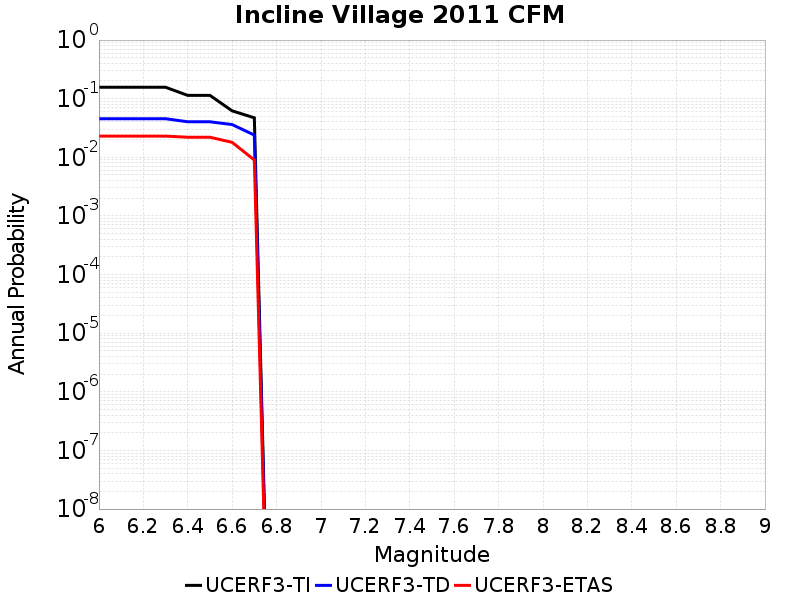 Incline Village 2011 CFM
10^0
10^-1
10^-2
10^-3
10^-4
10^-5
10^-6
10^-7
10^-8
Annual Probability
6 6.2 6.4 6.6 6.8 7 7.2 7.4 7.6 7.8 8 8.2 8.4 8.6 8.8 9
Magnitude
UCERF3-TI UCERF3-TD UCERF3-ETAS